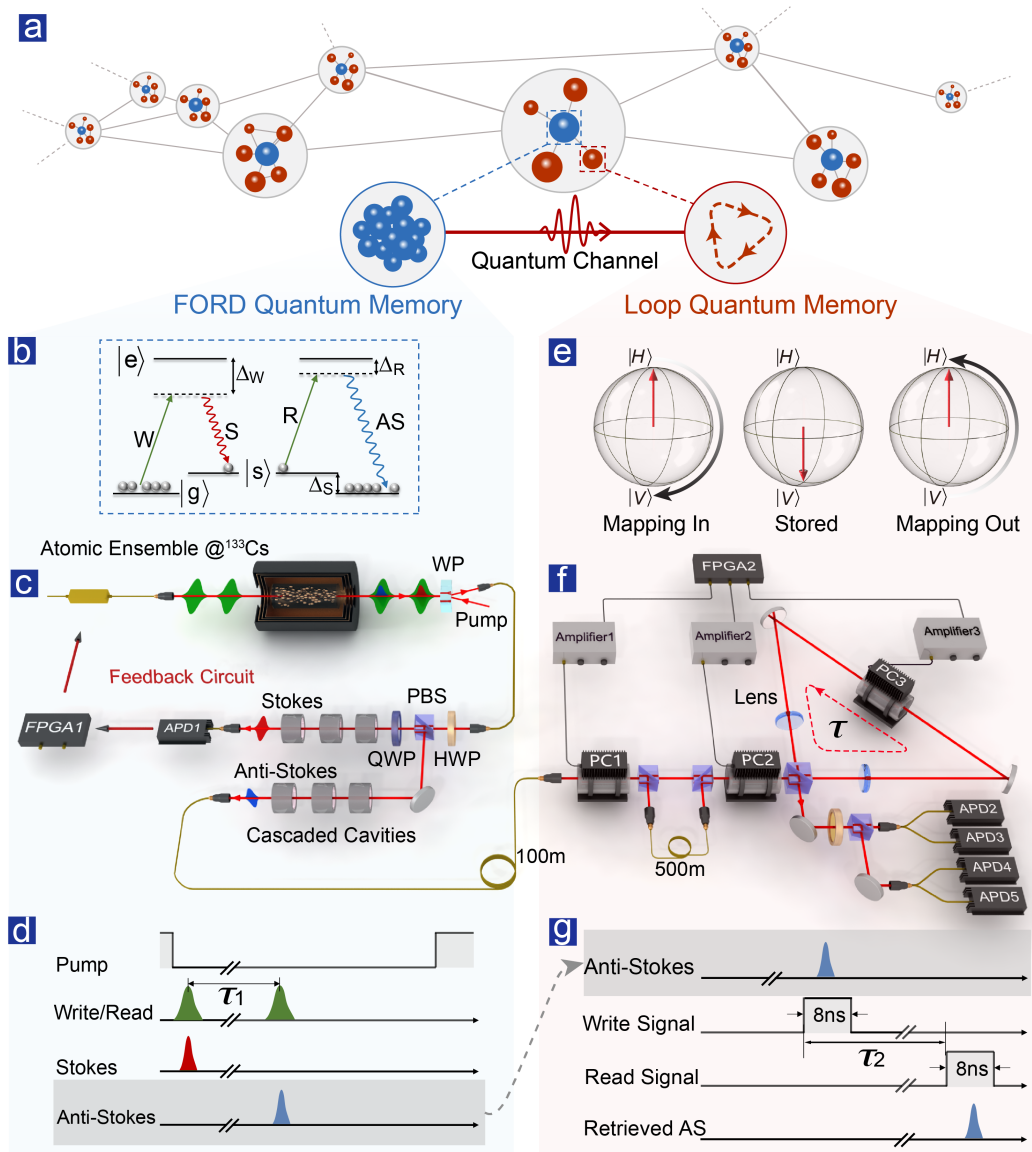 a
Quantum Channel
FORD Quantum Memory
Loop Quantum Memory
b
|e⟩
Δ_W
Δ_R
W
S
R
AS
|g⟩
|s⟩
Δ_S
e
|H⟩
|H⟩
|H⟩
|V⟩
|V⟩
|V⟩
Mapping In
Stored
Mapping Out
Atomic Ensemble @¹³³Cs
c
WP
Pump
Feedback Circuit
Stokes
PBS
FPGA1
APD1
QWP
HWP
Anti-Stokes
Cascaded Cavities
100m
f
FPGA2
Amplifier1
Amplifier2
Amplifier3
PC3
Lens
τ
PC1
PC2
500m
APD2
APD3
APD4
APD5
d
Pump
Write/Read
τ₁
Stokes
Anti-Stokes
g
Anti-Stokes
Write Signal
8ns
τ₂
Read Signal
8ns
Retrieved AS